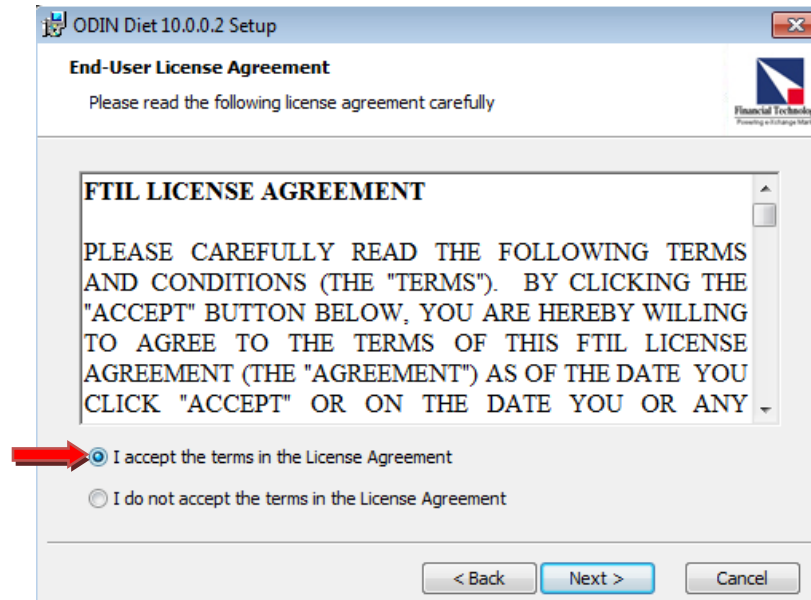 ODIN Diet 10.0.0.2 Setup
End-User License Agreement
Please read the following license agreement carefully
Financial
FTIL LICENSE AGREEMENT
PLEASE CAREFULLY READ THE FOLLOWING TERMS
AND CONDITIONS (THE "TERMS"). BY CLICKING THE
"ACCEPT" BUTTON BELOW, YOU ARE HEREBY WILLING
TO AGREE TO THE TERMS OF THIS FTIL LICENSE
AGREEMENT (THE "AGREEMENT") AS OF THE DATE YOU
CLICK "ACCEPT" OR ON THE DATE YOU OR ANY
I accept the terms in the License Agreement
I do not accept the terms in the License Agreement
< Back Next > Cancel